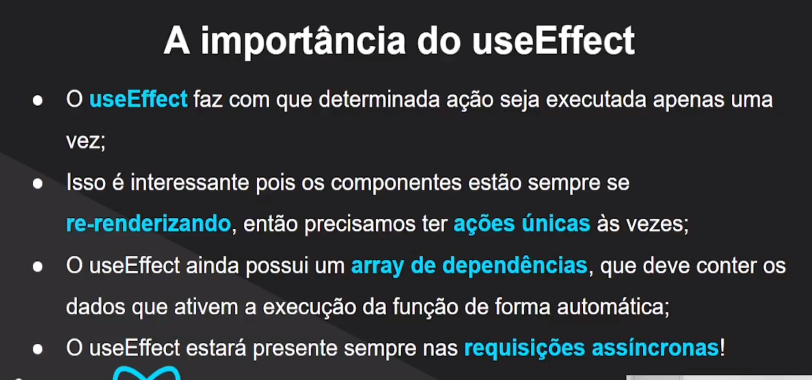 A importância do useEffect
● O useEffect faz com que determinada ação seja executada apenas uma
vez;
● Isso é interessante pois os componentes estão sempre se
re-renderizando, então precisamos ter ações únicas às vezes;
● O useEffect ainda possui um array de dependências, que deve conter os
dados que ativem a execução da função de forma automática;
● O useEffect estará presente sempre nas requisições assíncronas!